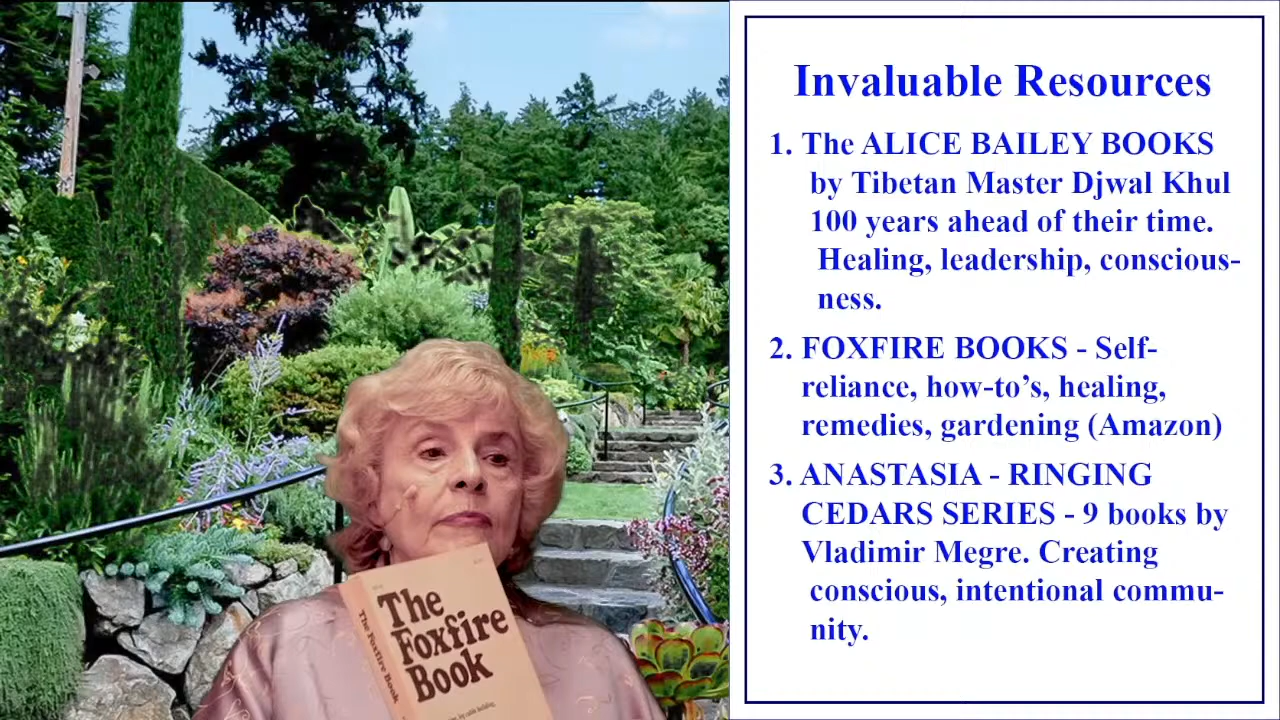 Invaluable Resources
1. The ALICE BAILEY BOOKS
by Tibetan Master Djwal Khul
100 years ahead of their time.
Healing, leadership, conscious-
ness.
2. FOXFIRE BOOKS - Self-
reliance, how-to’s, healing,
remedies, gardening (Amazon)
3. ANASTASIA - RINGING
CEDARS SERIES - 9 books by
Vladimir Megre. Creating
conscious, intentional commu-
nity.
The
Foxfire
Book
The Foxfire Book